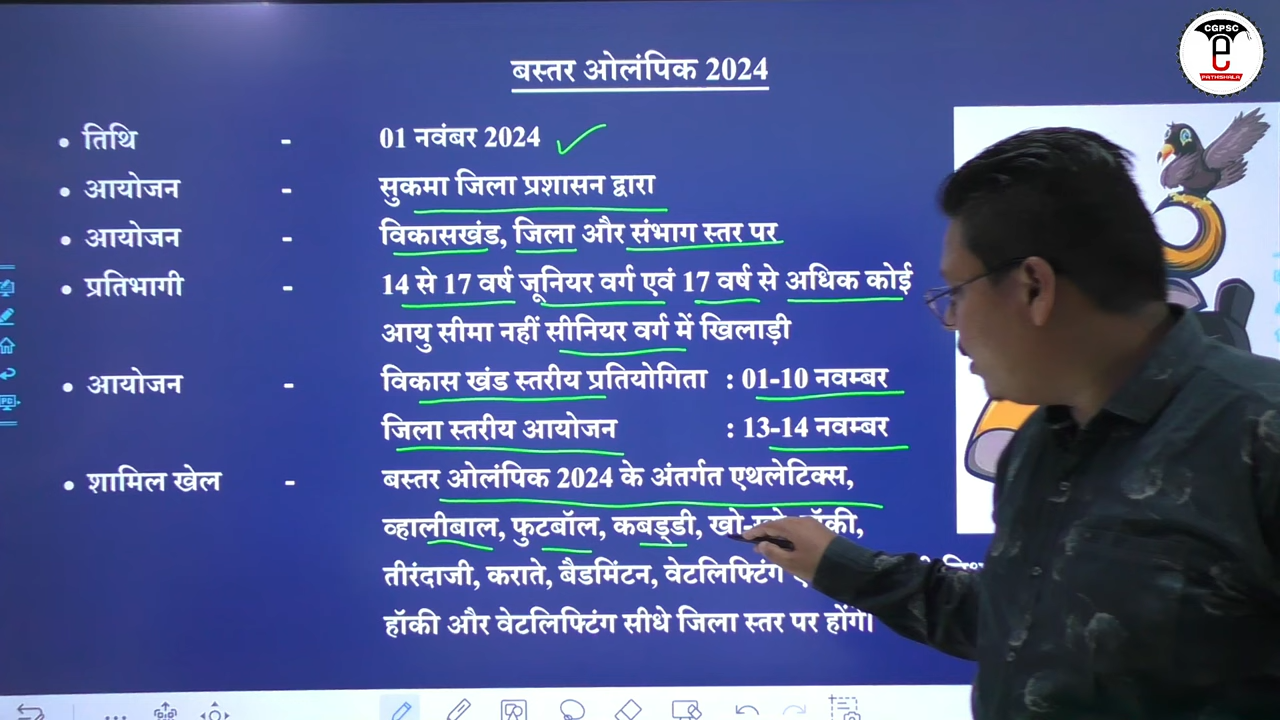 CGPSC
e
PATHSHALA
बस्तर ओलंपिक 2024
• तिथि - 01 नवंबर 2024
• आयोजन - सुकमा जिला प्रशासन द्वारा
• आयोजन - विकासखंड, जिला और संभाग स्तर पर
• प्रतिभागी - 14 से 17 वर्ष जूनियर वर्ग एवं 17 वर्ष से अधिक कोई
आयु सीमा नहीं सीनियर वर्ग में खिलाड़ी
• आयोजन - विकास खंड स्तरीय प्रतियोगिता : 01-10 नवम्बर
जिला स्तरीय आयोजन : 13-14 नवम्बर
• शामिल खेल - बस्तर ओलंपिक 2024 के अंतर्गत एथलेटिक्स,
व्हालीबाल, फुटबॉल, कबड्डी,
तीरंदाजी, कराते, बैडमिंटन, वेटलिफ्टिंग
हॉकी और वेटलिफ्टिंग सीधे जिला स्तर पर होंगे।